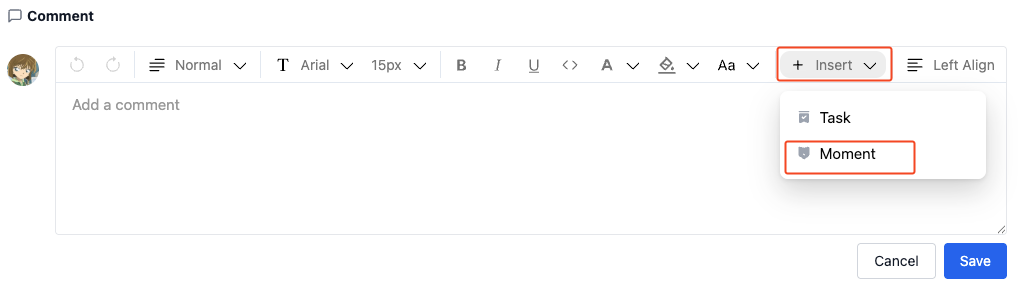 Comment
Normal T Arial 15px B I U <> A Aa + Insert Left Align
Add a comment
Task
Moment
Cancel Save